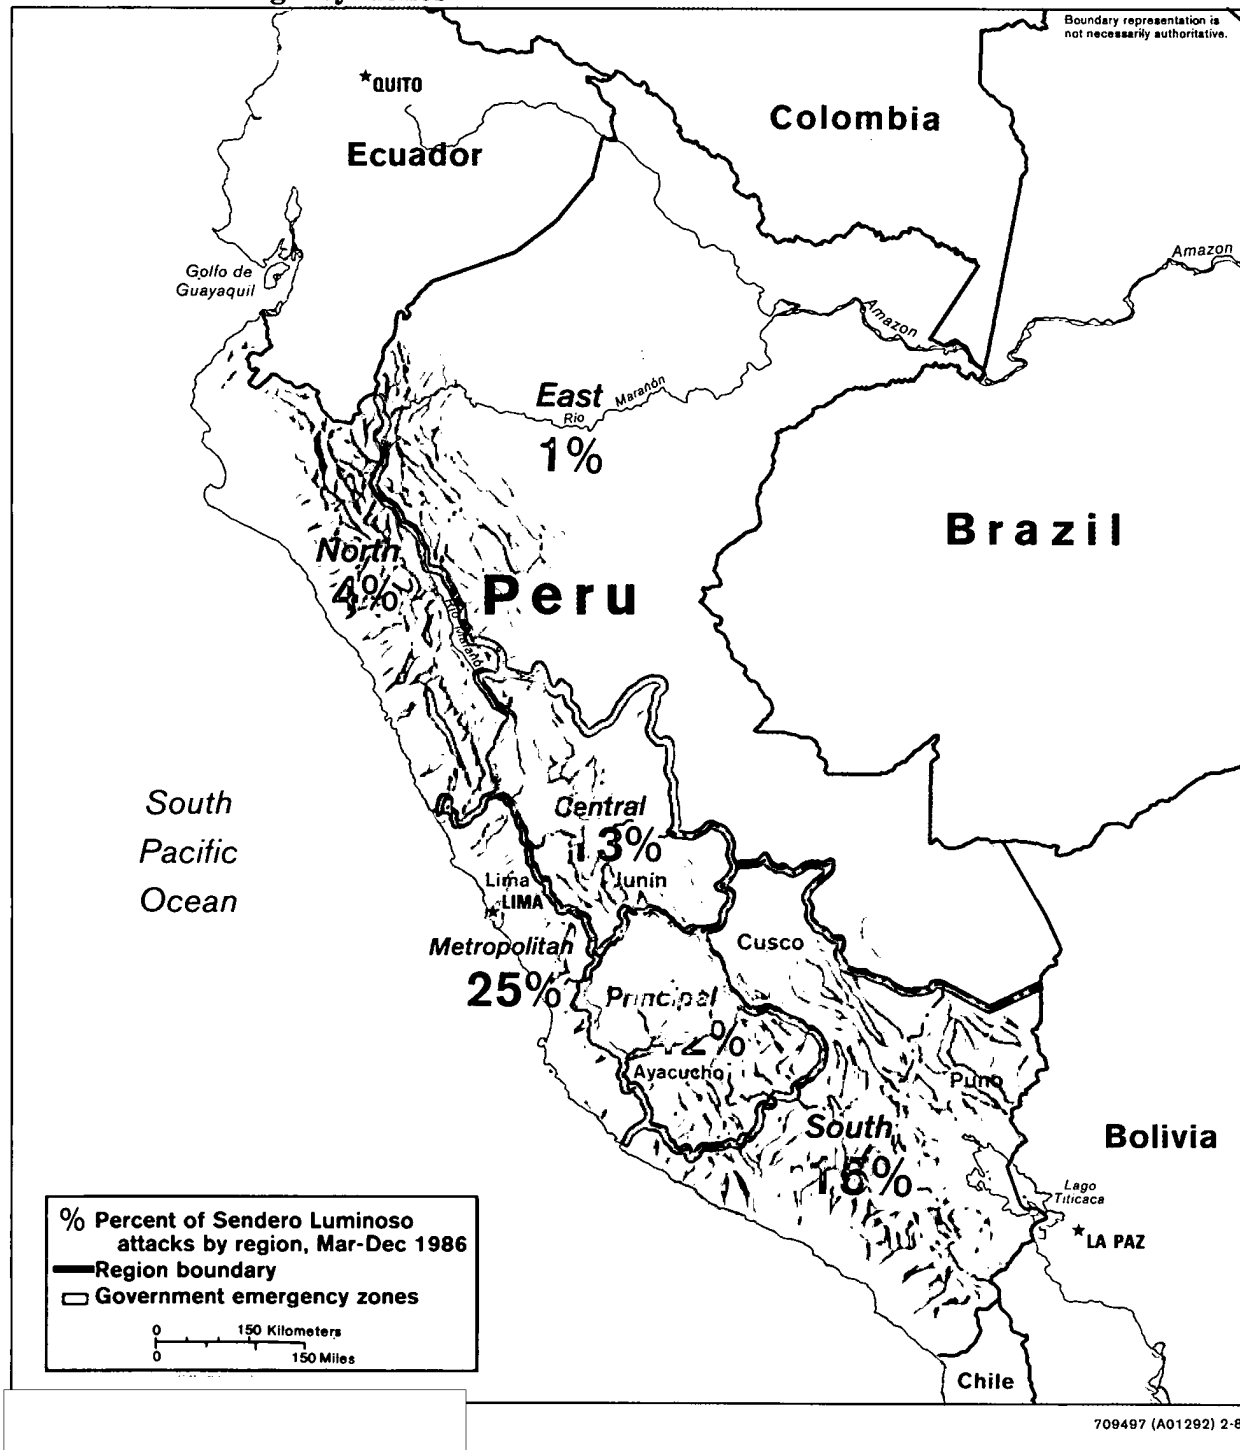 Boundary representation is
not necessarily authoritative.
QUITO
Colombia
Ecuador
Amazon
Golfo de
Guayaquil
Amazon
East
Marañón
Rio
1%
Brazil
North
4%
Peru
South
Pacific
Ocean
Central
13%
Lima
Junin
LIMA
Cusco
Metropolitan
25%
Principal
Ayacucho
Puno
South
Bolivia
Lago
Titicaca
LA PAZ
% Percent of Sendero Luminoso
attacks by region, Mar-Dec 1986
Region boundary
Government emergency zones
0 150 Kilometers
0 150 Miles
Chile
709497 (A01292) 2-8